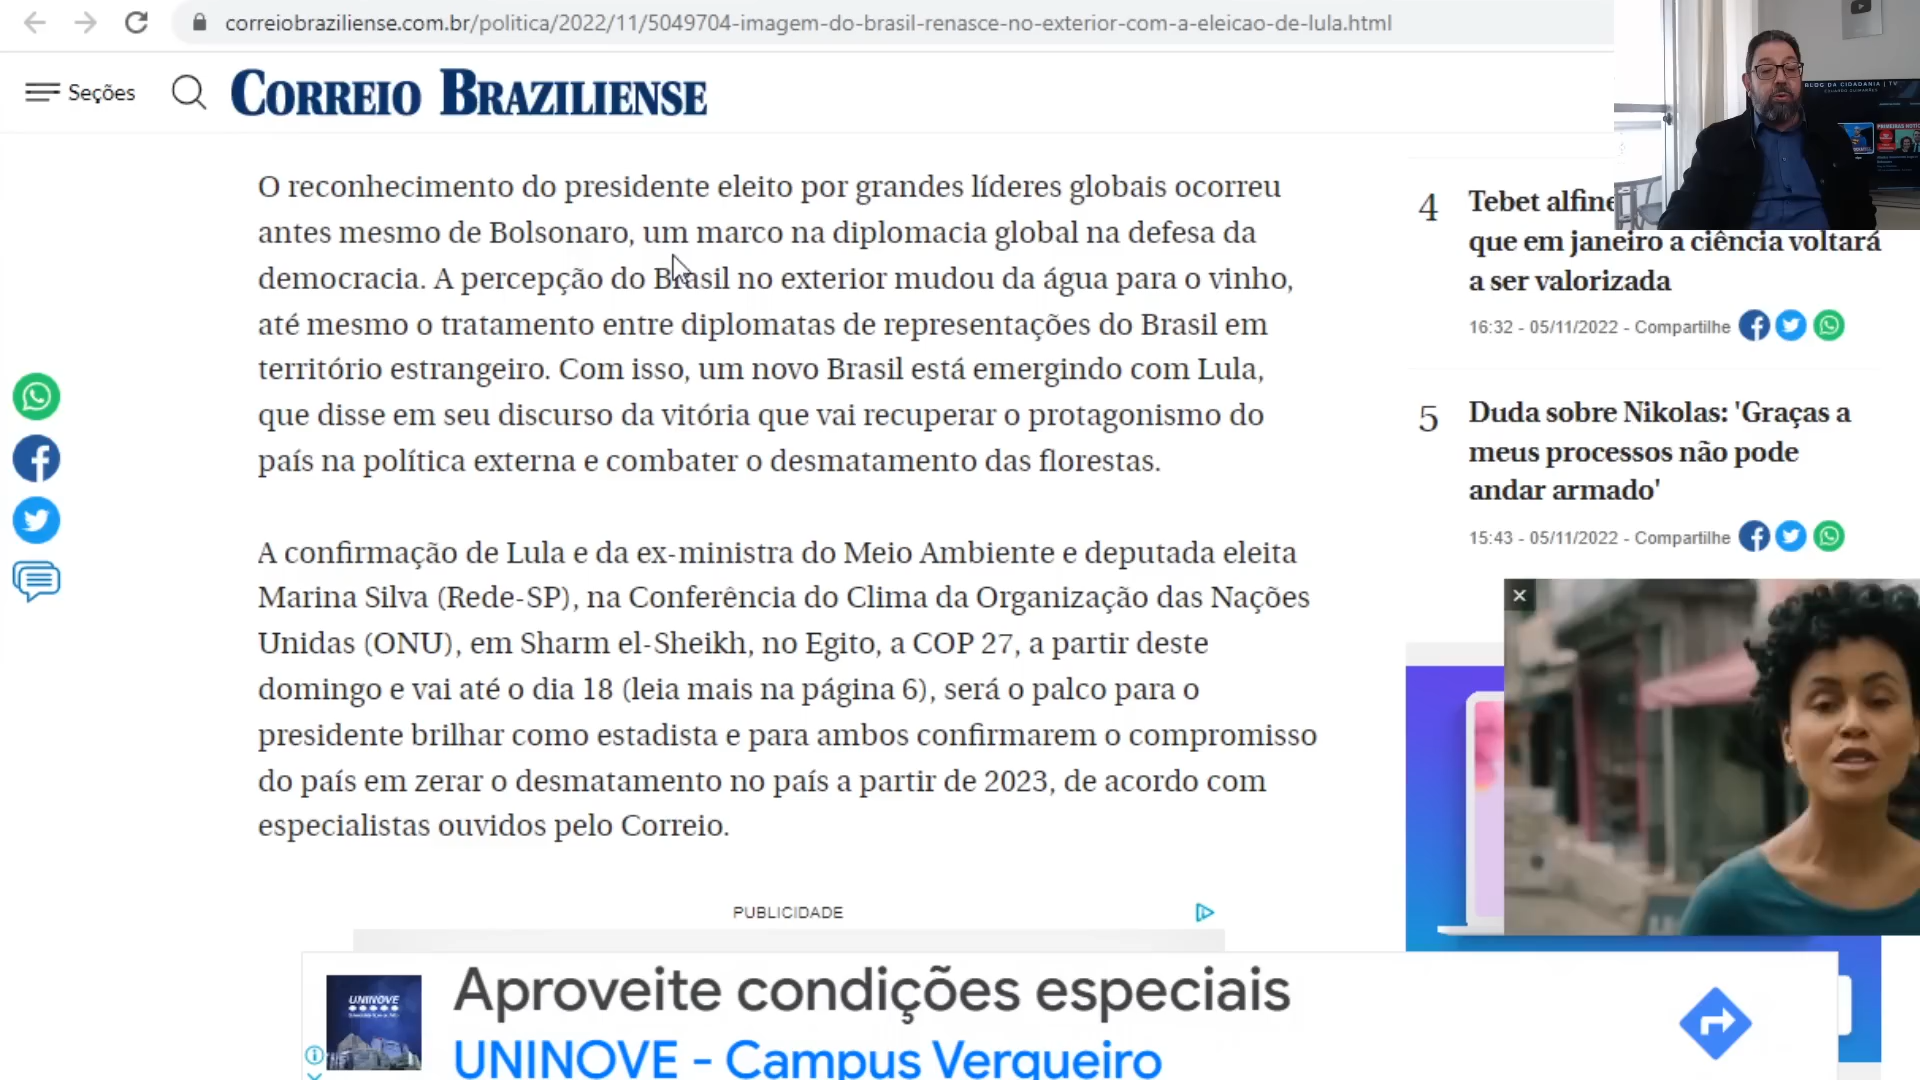 correiobraziliense.com.br/politica/2022/11/5049704-imagem-do-brasil-renasce-no-exterior-com-a-eleicao-de-lula.html
BLOG DA CIDADANIA | TV
EDUARDO GUIMARÃES
Seções
CORREIO BRAZILIENSE
O reconhecimento do presidente eleito por grandes líderes globais ocorreu
antes mesmo de Bolsonaro, um marco na diplomacia global na defesa da
democracia. A percepção do Brasil no exterior mudou da água para o vinho,
até mesmo o tratamento entre diplomatas de representações do Brasil em
território estrangeiro. Com isso, um novo Brasil está emergindo com Lula,
que disse em seu discurso da vitória que vai recuperar o protagonismo do
país na política externa e combater o desmatamento das florestas.
A confirmação de Lula e da ex-ministra do Meio Ambiente e deputada eleita
Marina Silva (Rede-SP), na Conferência do Clima da Organização das Nações
Unidas (ONU), em Sharm el-Sheikh, no Egito, a COP 27, a partir deste
domingo e vai até o dia 18 (leia mais na página 6), será o palco para o
presidente brilhar como estadista e para ambos confirmarem o compromisso
do país em zerar o desmatamento no país a partir de 2023, de acordo com
especialistas ouvidos pelo Correio.
4
Tebet alfine
que em janeiro a ciência voltará
a ser valorizada
16:32 - 05/11/2022 - Compartilhe
5
Duda sobre Nikolas: 'Graças a
meus processos não pode
andar armado'
15:43 - 05/11/2022 - Compartilhe
PUBLICIDADE
UNINOVE
Aproveite condições especiais
UNINOVE - Campus Vergueiro